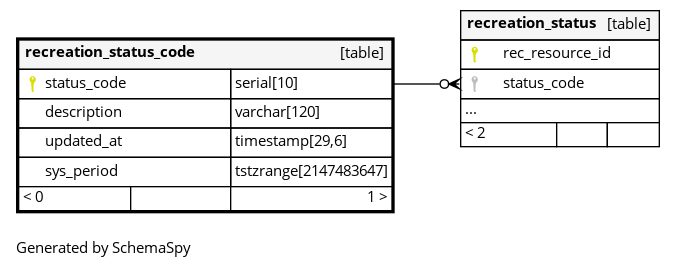 recreation_status_code [table]
status_code serial[10]
description varchar[120]
updated_at timestamp[29,6]
sys_period tstzrange[2147483647]
< 0 1 >
recreation_status [table]
rec_resource_id
status_code
...
< 2
Generated by SchemaSpy